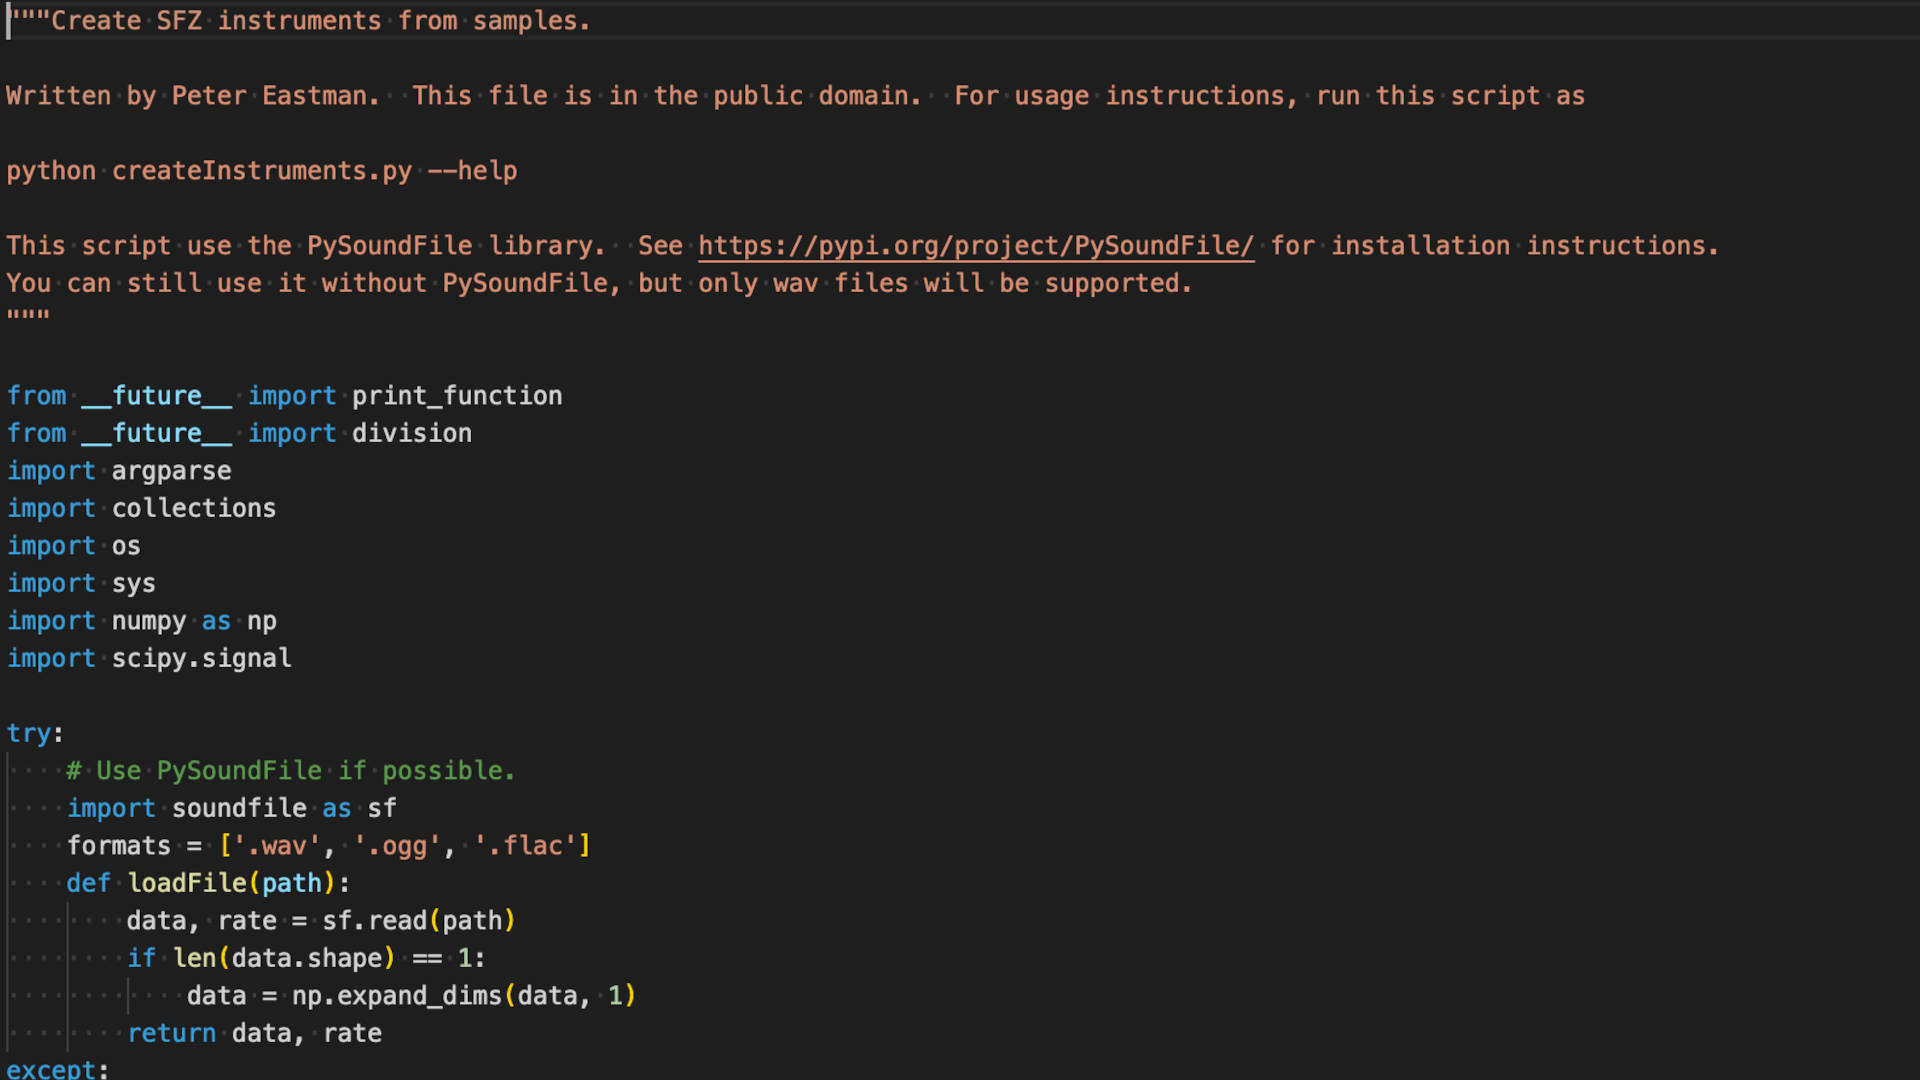 """Create SFZ instruments from samples.
Written by Peter Eastman.  This file is in the public domain.  For usage instructions, run this script as
python createInstruments.py --help
This script use the PySoundFile library.  See https://pypi.org/project/PySoundFile/ for installation instructions.
You can still use it without PySoundFile, but only wav files will be supported.
"""
from __future__ import print_function
from __future__ import division
import argparse
import collections
import os
import sys
import numpy as np
import scipy.signal
try:
    # Use PySoundFile if possible.
    import soundfile as sf
    formats = ['.wav', '.ogg', '.flac']
    def loadFile(path):
        data, rate = sf.read(path)
        if len(data.shape) == 1:
            data = np.expand_dims(data, 1)
        return data, rate
except: